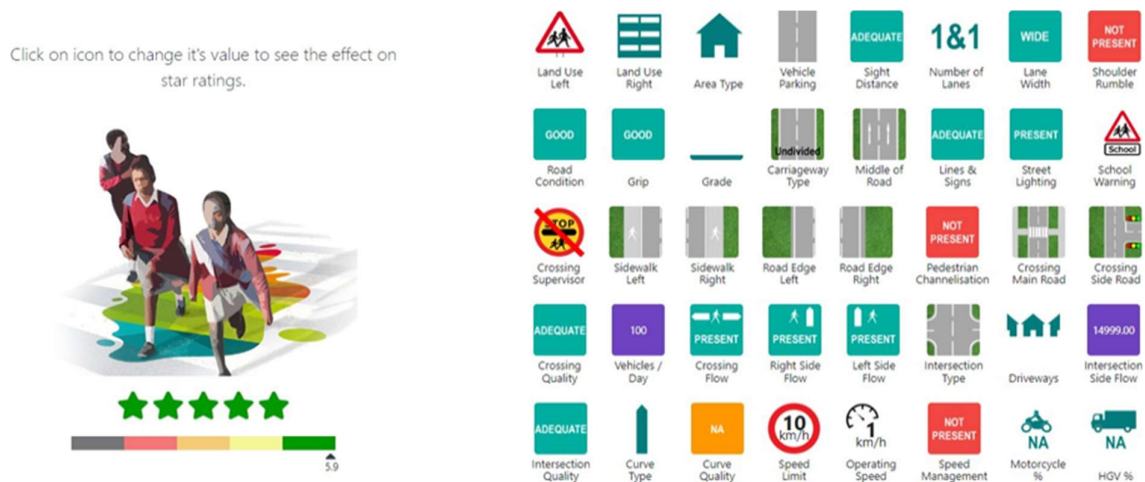 Click on icon to change it's value to see the effect on
star ratings.
5.9
Land Use
Left
Land Use
Right
Area Type
Vehicle
Parking
ADEQUATE
Sight
Distance
1&1
Number of
Lanes
WIDE
Lane
Width
NOT
PRESENT
Shoulder
Rumble
GOOD
Road
Condition
GOOD
Grip
Grade
Undivided
Carriageway
Type
Middle of
Road
ADEQUATE
Lines &
Signs
PRESENT
Street
Lighting
School
School
Warning
STOP
Crossing
Supervisor
Sidewalk
Left
Sidewalk
Right
Road Edge
Left
Road Edge
Right
NOT
PRESENT
Pedestrian
Channelisation
Crossing
Main Road
Crossing
Side Road
ADEQUATE
Crossing
Quality
100
Vehicles /
Day
PRESENT
Crossing
Flow
PRESENT
Right Side
Flow
PRESENT
Left Side
Flow
Intersection
Type
Driveways
14999.00
Intersection
Side Flow
ADEQUATE
Intersection
Quality
Curve
Type
NA
Curve
Quality
10
km/h
Speed
Limit
1
km/h
Operating
Speed
NOT
PRESENT
Speed
Management
NA
Motorcycle
%
NA
HGV %